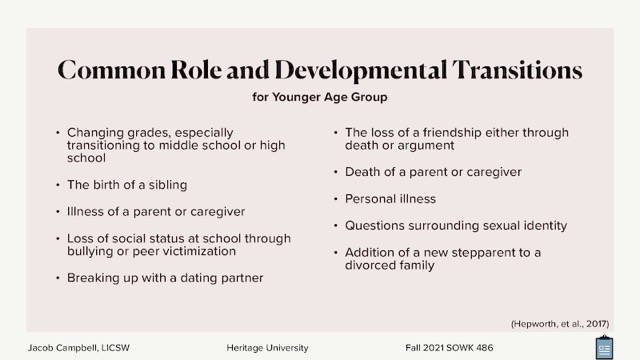 Common Role and Developmental Transitions
for Younger Age Group
• Changing grades, especially
transitioning to middle school or high
school
• The birth of a sibling
• Illness of a parent or caregiver
• Loss of social status at school through
bullying or peer victimization
• Breaking up with a dating partner
• The loss of a friendship either through
death or argument
• Death of a parent or caregiver
• Personal illness
• Questions surrounding sexual identity
• Addition of a new stepparent to a
divorced family
(Hepworth, et al., 2017)
Jacob Campbell, LICSW
Heritage University
Fall 2021 SOWK 486